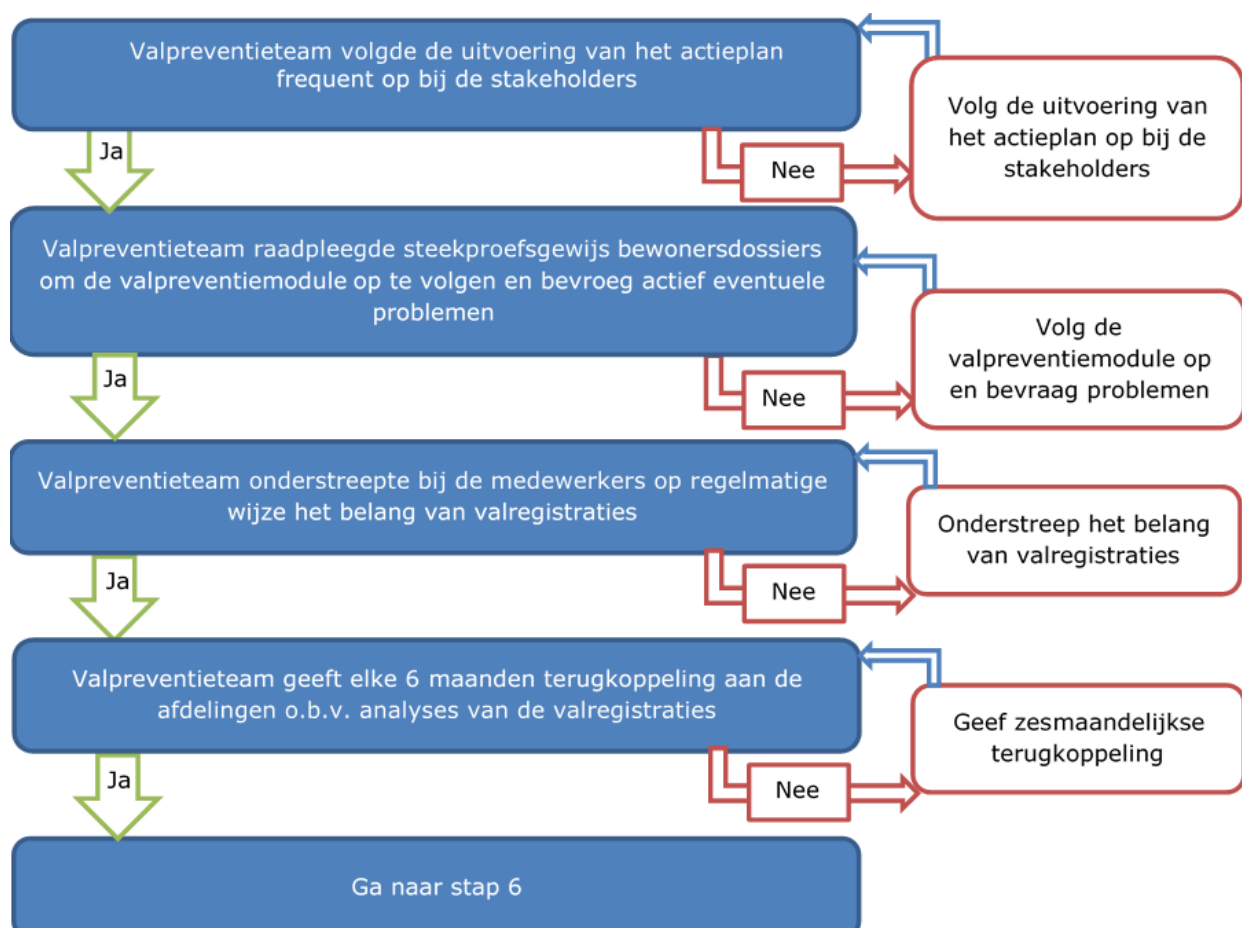 Valpreventieteam volgde de uitvoering van het actieplan
frequent op bij de stakeholders
Volg de uitvoering van
het actieplan op bij de
stakeholders
Ja
Nee
Valpreventieteam raadpleegde steekproefsgewijs bewonersdossiers
om de valpreventiemodule op te volgen en bevroeg actief eventuele
problemen
Volg de
valpreventiemodule op
en bevraag problemen
Ja
Nee
Valpreventieteam onderstreepte bij de medewerkers op regelmatige
wijze het belang van valregistraties
Onderstreep het belang
van valregistraties
Ja
Nee
Valpreventieteam geeft elke 6 maanden terugkoppeling aan de
afdelingen o.b.v. analyses van de valregistraties
Geef zesmaandelijkse
terugkoppeling
Ja
Nee
Ga naar stap 6